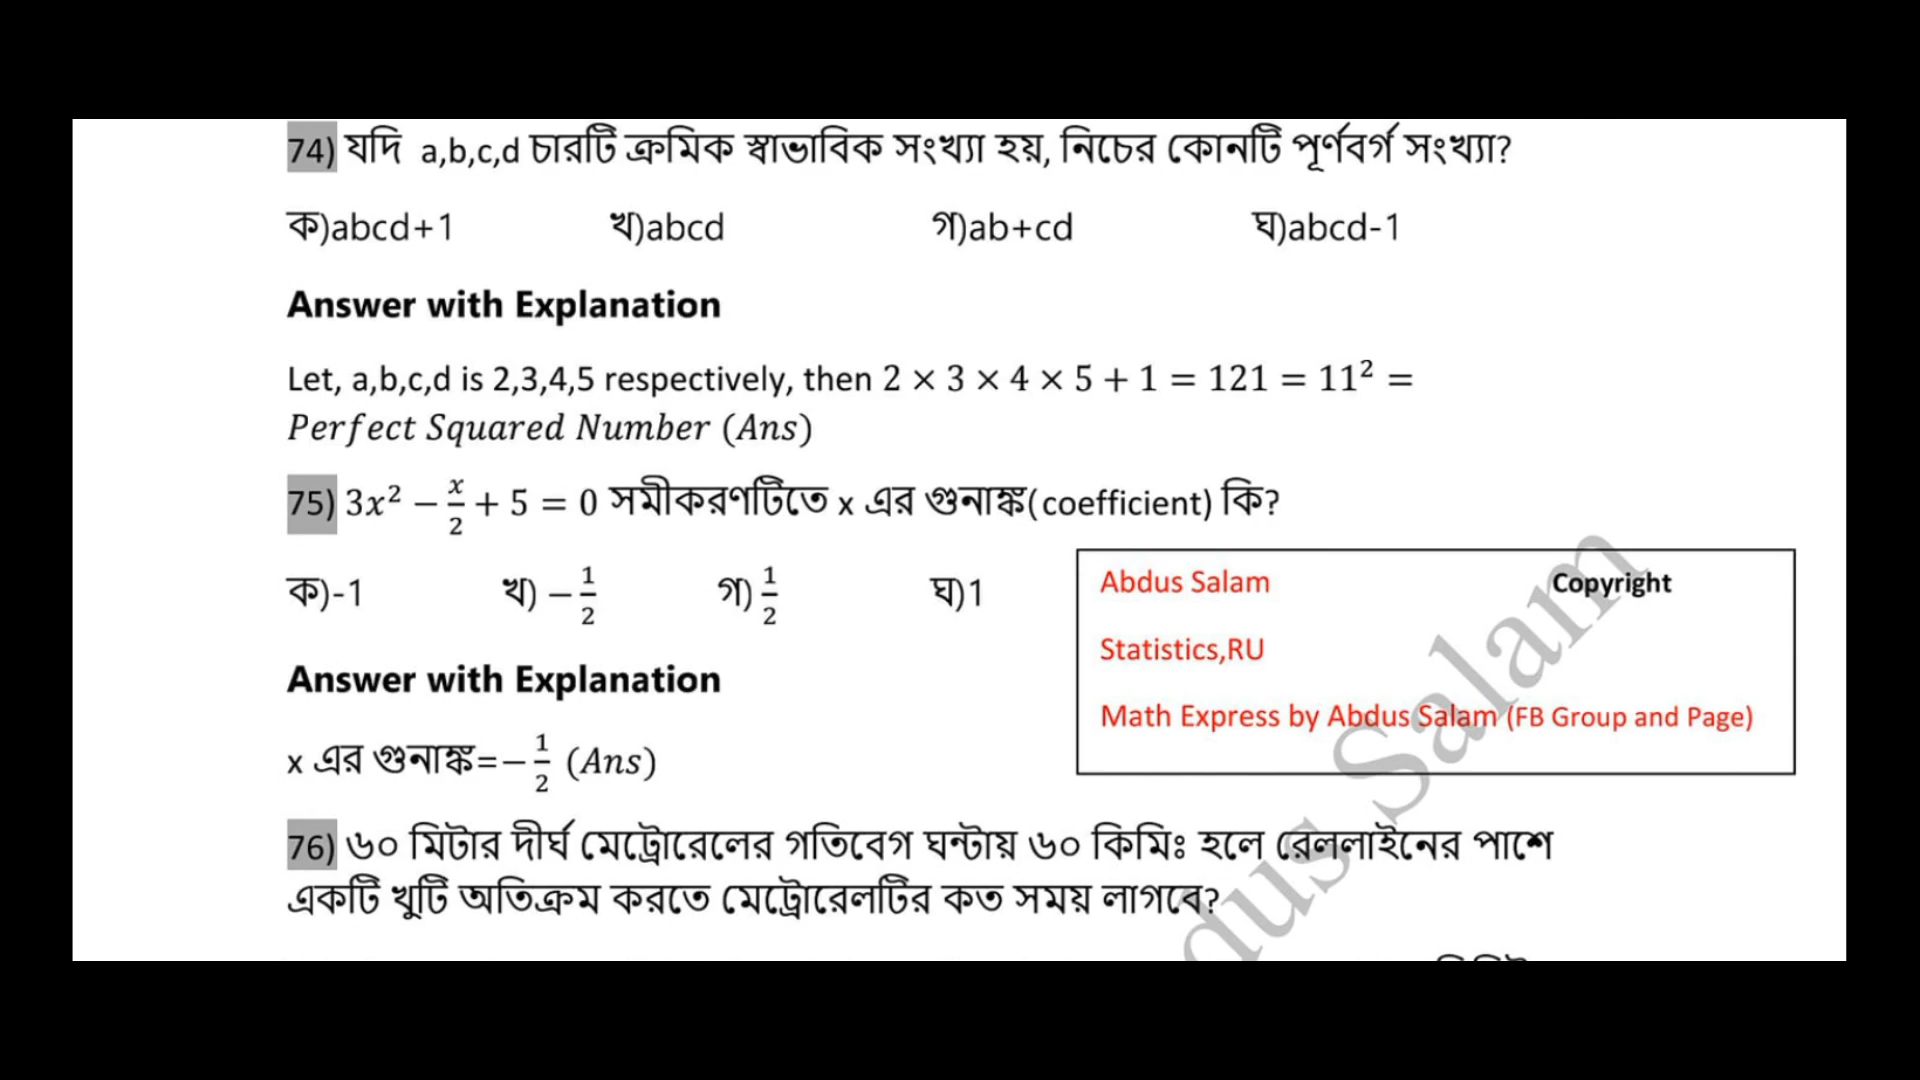 74) যদি a,b,c,d চারটি ক্রমিক স্বাভাবিক সংখ্যা হয়, নিচের কোনটি পূর্ণবর্গ সংখ্যা?
ক)abcd+1 খ)abcd গ)ab+cd ঘ)abcd-1
Answer with Explanation
Let, a,b,c,d is 2,3,4,5 respectively, then 2 × 3 × 4 × 5 + 1 = 121 = 11² =
Perfect Squared Number (Ans)
75) 3x² − x/2 + 5 = 0 সমীকরণটিতে x এর গুনাঙ্ক(coefficient) কি?
ক)-1 খ) −1/2 গ) 1/2 ঘ)1
Abdus Salam Copyright
Statistics,RU
Math Express by Abdus Salam (FB Group and Page)
Answer with Explanation
x এর গুনাঙ্ক=−1/2 (Ans)
76) ৬০ মিটার দীর্ঘ মেট্রোরেলের গতিবেগ ঘন্টায় ৬০ কিমিঃ হলে রেললাইনের পাশে
একটি খুটি অতিক্রম করতে মেট্রোরেলটির কত সময় লাগবে?
dus Salam